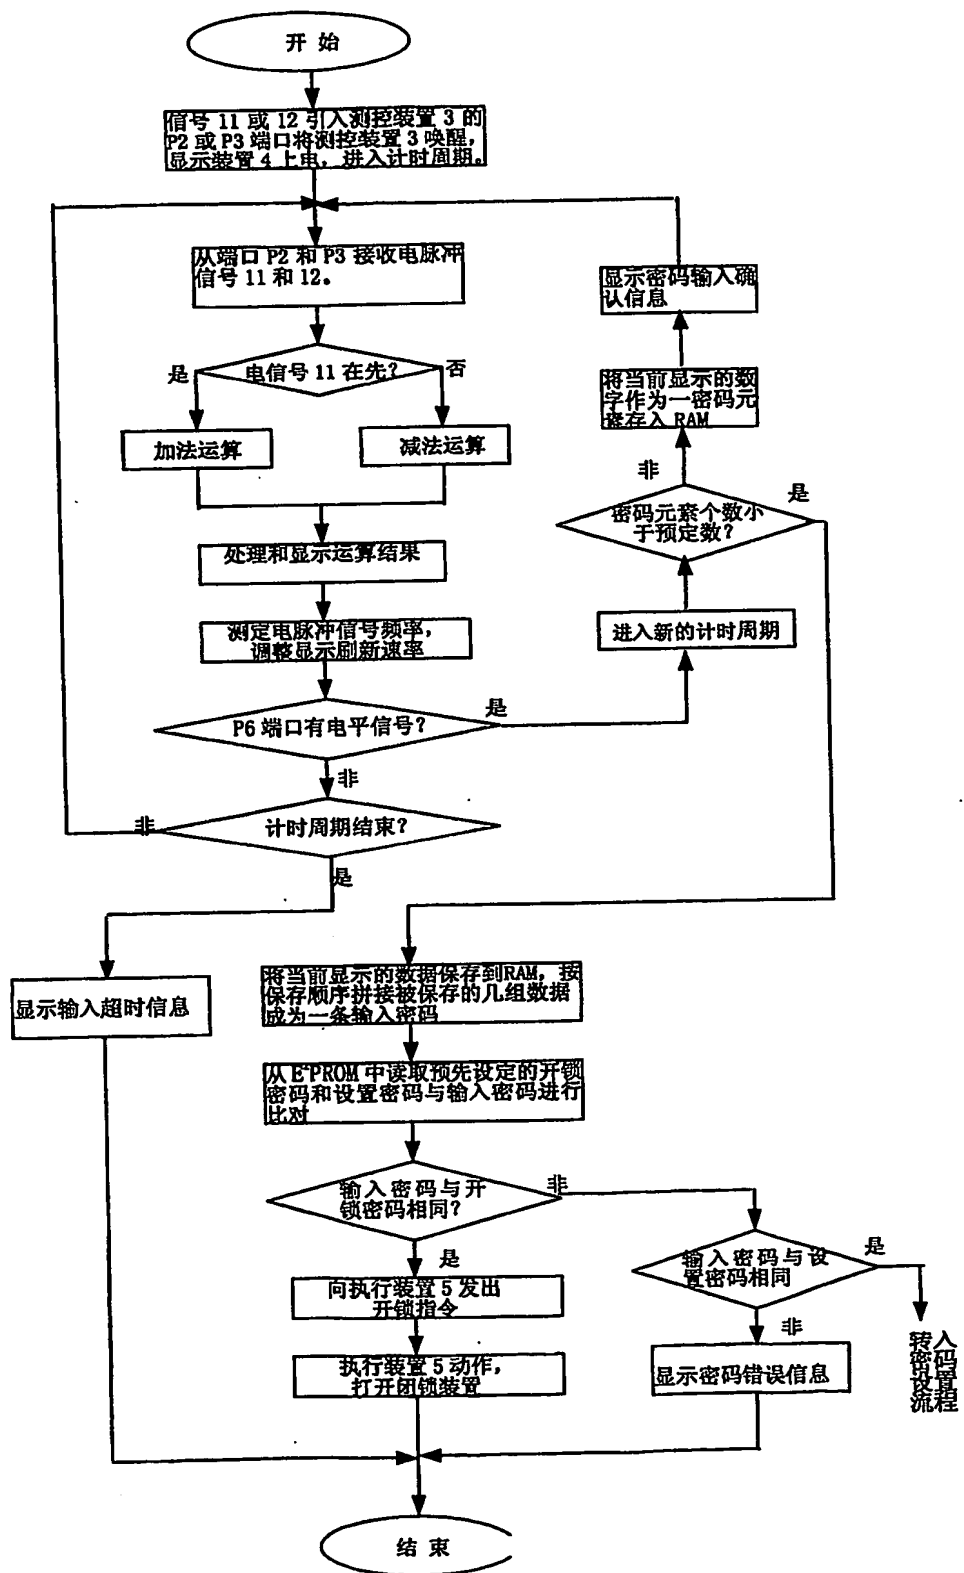 开 始
信号 11 或 12 引入测控装置 3 的
P2 或 P3 端口将测控装置 3 唤醒,
显示装置 4 上电, 进入计时周期。
从端口 P2 和 P3 接收电脉冲
信号 11 和 12。
显示密码输入确
认信息
是
电信号 11 在先?
否
将当前显示的数
字作为一密码元
素存入 RAM
加法运算
减法运算
非
是
密码元素个数小
于预定数?
处理和显示运算结果
测定电脉冲信号频率,
调整显示刷新速率
进入新的计时周期
P6 端口有电平信号?
是
非
非
计时周期结束?
是
显示输入超时信息
将当前显示的数据保存到RAM, 按
保存顺序拼接被保存的几组数据
成为一条输入密码
从 E²PROM 中读取预先设定的开锁
密码和设置密码与输入密码进行
比对
输入密码与开
锁密码相同?
非
是
输入密码与设
置密码相同
是
向执行装置 5 发出
开锁指令
非
转入
密码
设置
流程
执行装置 5 动作,
打开闭锁装置
显示密码错误信息
结 束